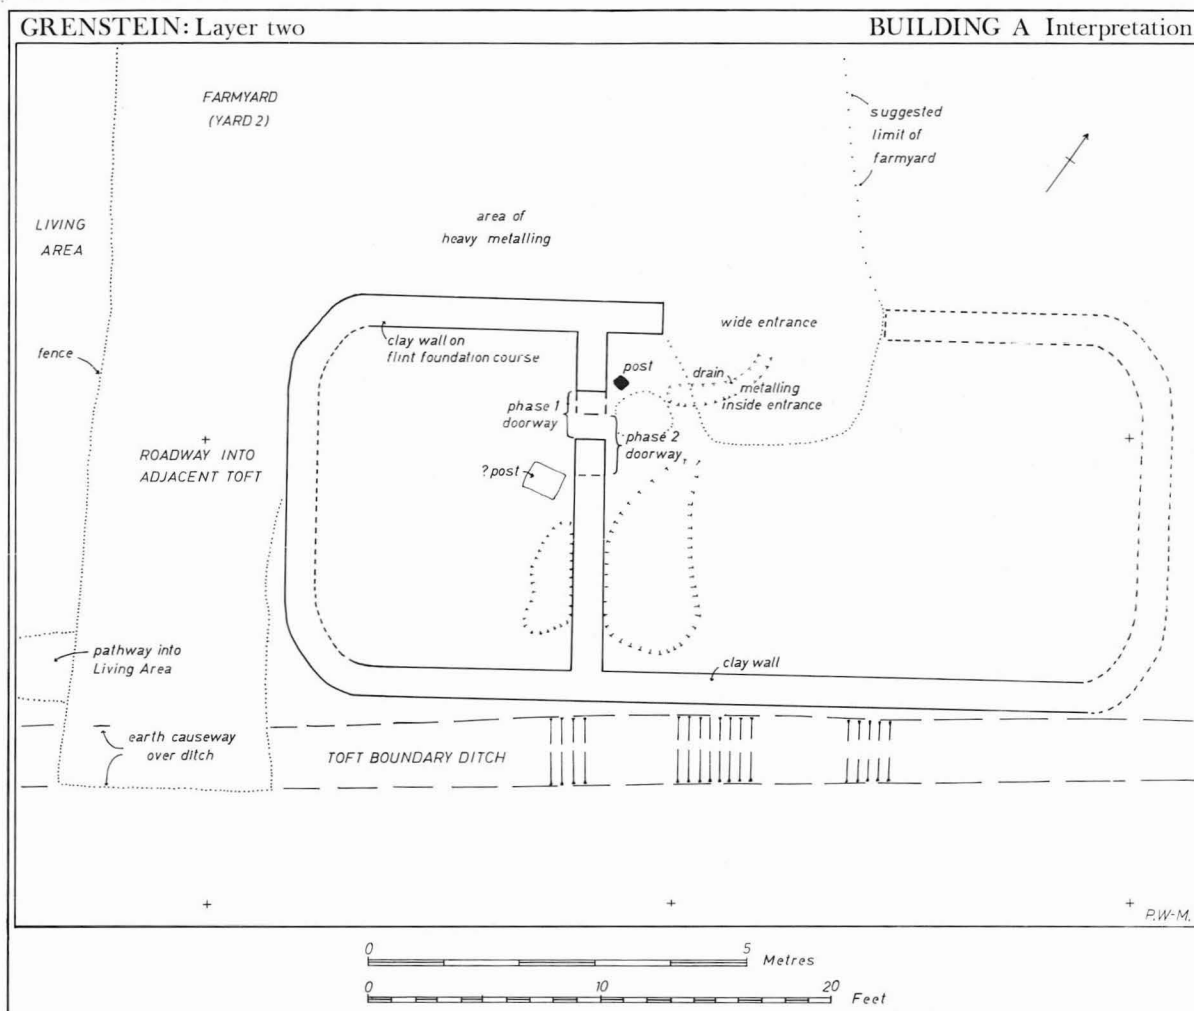 GRENSTEIN: Layer two
BUILDING A Interpretation
FARMYARD
(YARD 2)
suggested
limit of
farmyard
LIVING
AREA
area of
heavy metalling
wide entrance
clay wall on
flint foundation course
fence
post
drain
metalling
inside entrance
phase 1
doorway
phase 2
doorway
ROADWAY INTO
ADJACENT TOFT
? post
pathway into
Living Area
clay wall
earth causeway
over ditch
TOFT BOUNDARY DITCH
P.W-M.
0 5
Metres
0 10 20
Feet